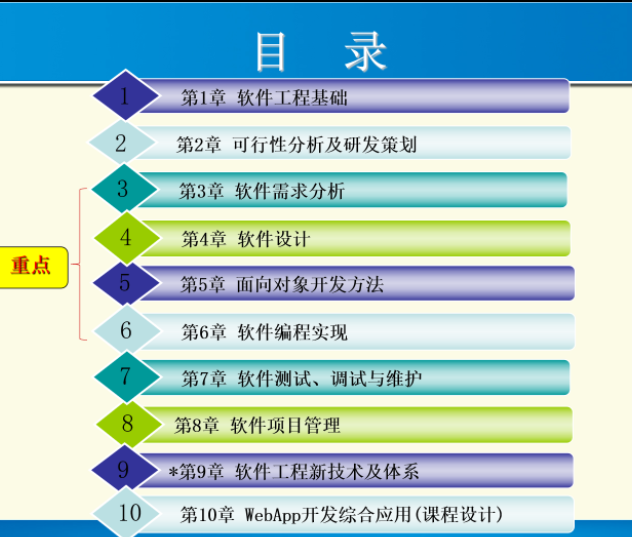 目 录
1 第1章 软件工程基础
2 第2章 可行性分析及研发策划
3 第3章 软件需求分析
4 第4章 软件设计
重点
5 第5章 面向对象开发方法
6 第6章 软件编程实现
7 第7章 软件测试、调试与维护
8 第8章 软件项目管理
9 *第9章 软件工程新技术及体系
10 第10章 WebApp开发综合应用(课程设计)